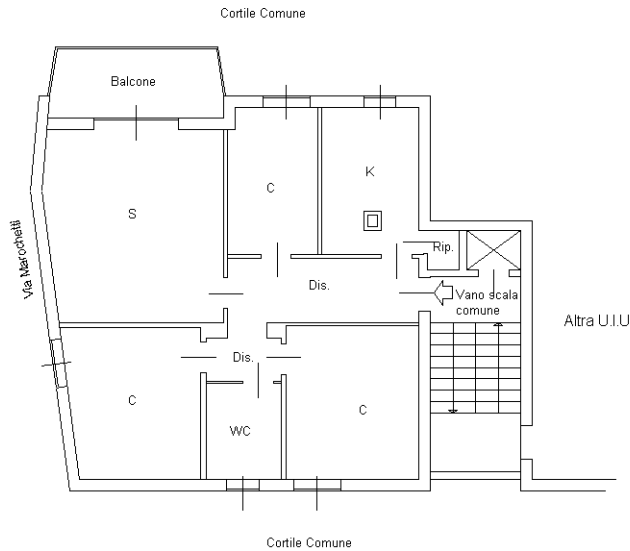 Cortile Comune
Balcone
K
C
S
Rip.
Via Marochetti
Dis.
Vano scala
comune
Altra U.I.U
Dis.
C
C
WC
Cortile Comune